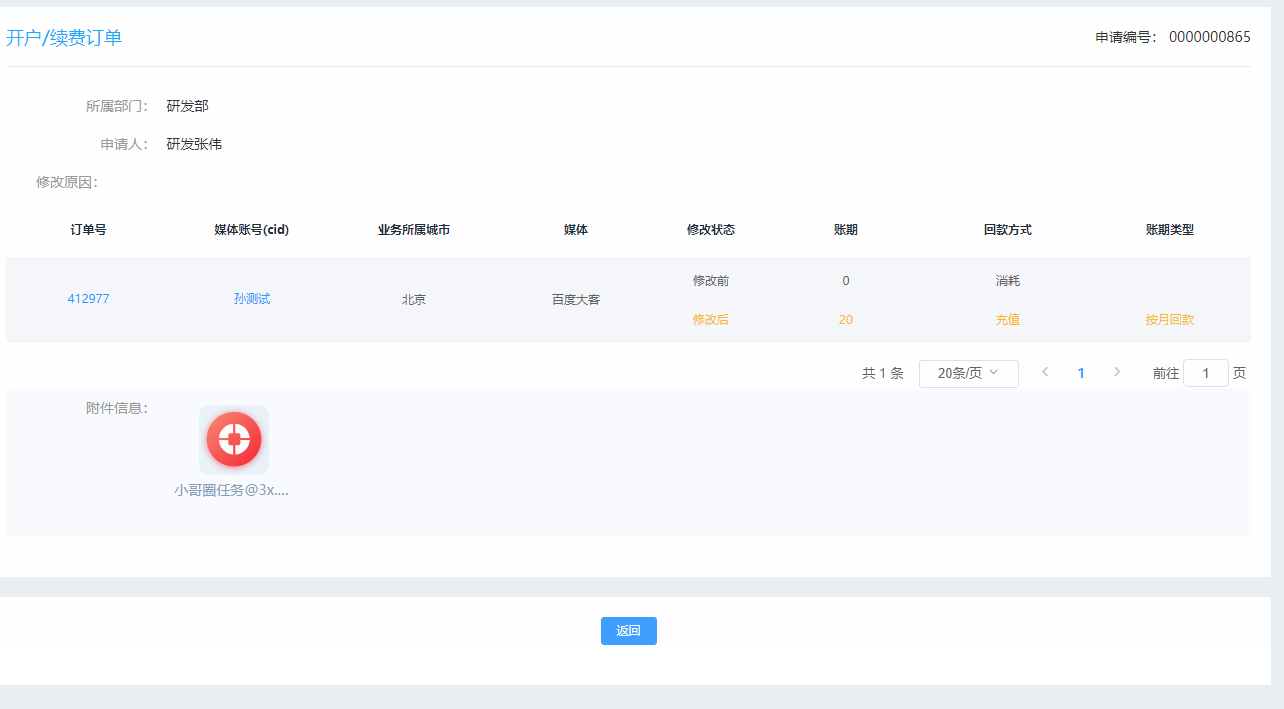 开户/续费订单 申请编号： 0000000865
所属部门： 研发部
申请人： 研发张伟
修改原因：
订单号 媒体账号(cid) 业务所属城市 媒体 修改状态 账期 回款方式 账期类型
修改前 0 消耗
412977 孙测试 北京 百度大客
修改后 20 充值 按月回款
共 1 条 20条/页 1 前往 1 页
附件信息：
小哥圈任务@3x....
返回